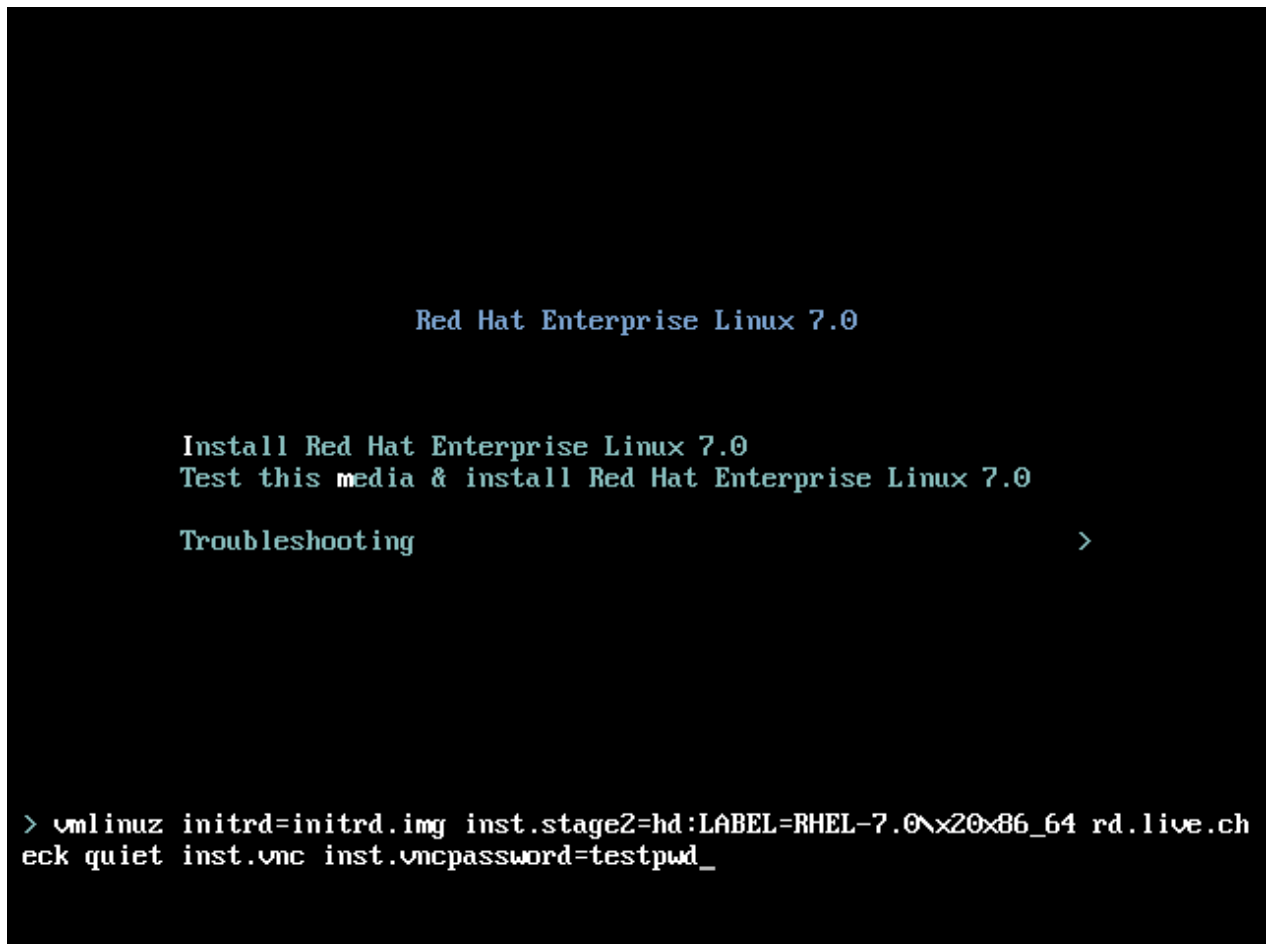 Red Hat Enterprise Linux 7.0
Install Red Hat Enterprise Linux 7.0
Test this media & install Red Hat Enterprise Linux 7.0
Troubleshooting >
> vmlinuz initrd=initrd.img inst.stage2=hd:LABEL=RHEL-7.0\x20x86_64 rd.live.ch
eck quiet inst.vnc inst.vncpassword=testpwd_